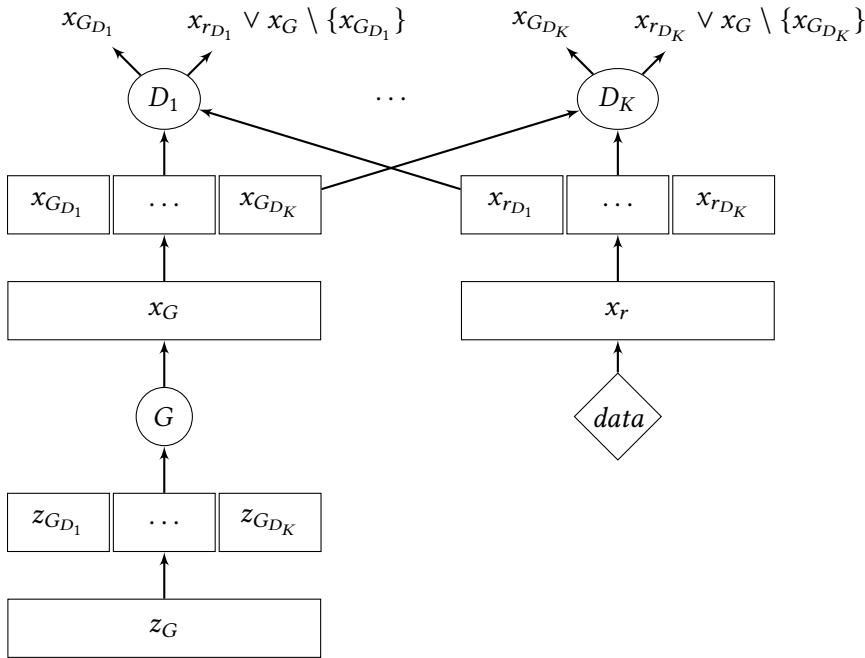 x_{G_{D_1}} x_{r_{D_1}} ∨ x_G \ {x_{G_{D_1}}} x_{G_{D_K}} x_{r_{D_K}} ∨ x_G \ {x_{G_{D_K}}}
D_1 ... D_K
x_{G_{D_1}} ... x_{G_{D_K}} x_{r_{D_1}} ... x_{r_{D_K}}
x_G x_r
G data
z_{G_{D_1}} ... z_{G_{D_K}}
z_G